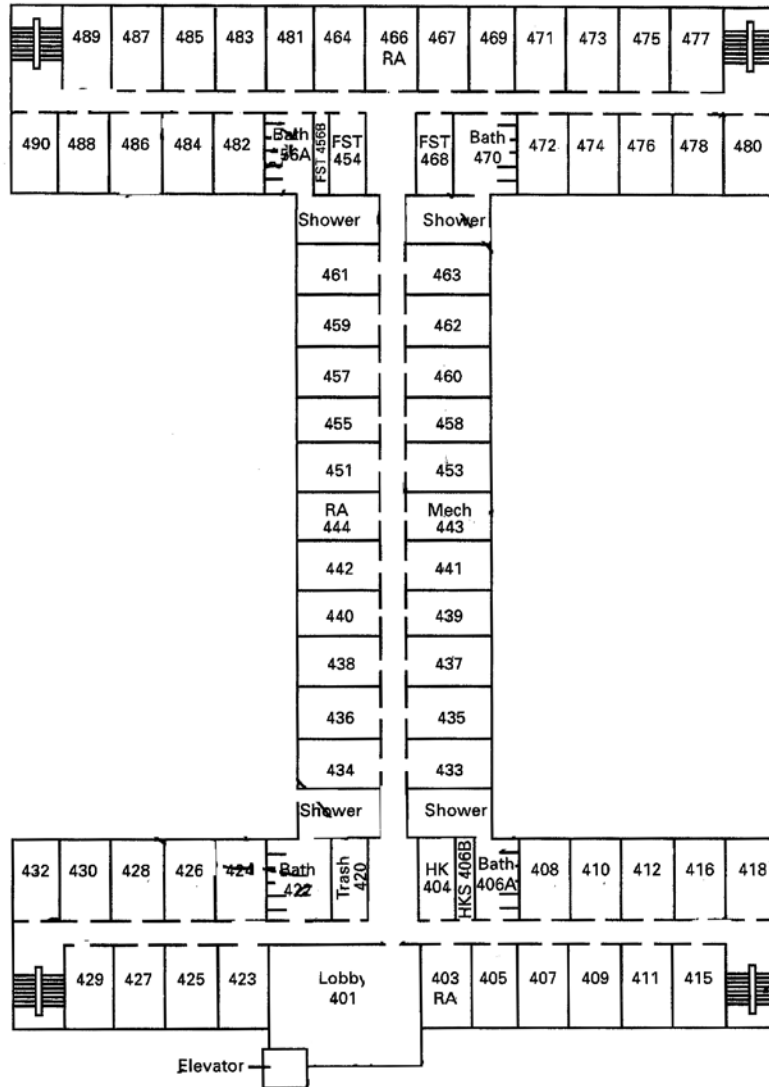 489 487 485 483 481 464 466 467 469 471 473 475 477
RA
490 488 486 484 482 Bath FST 456B FST FST Bath 472 474 476 478 480
56A 454 468 470
Shower Shower
461 463
459 462
457 460
455 458
451 453
RA Mech
444 443
442 441
440 439
438 437
436 435
434 433
Shower Shower
432 430 428 426 424 Bath Trash HK HKS 406B Bath 408 410 412 416 418
422 420 404 406A
429 427 425 423 Lobby 403 405 407 409 411 415
401 RA
Elevator